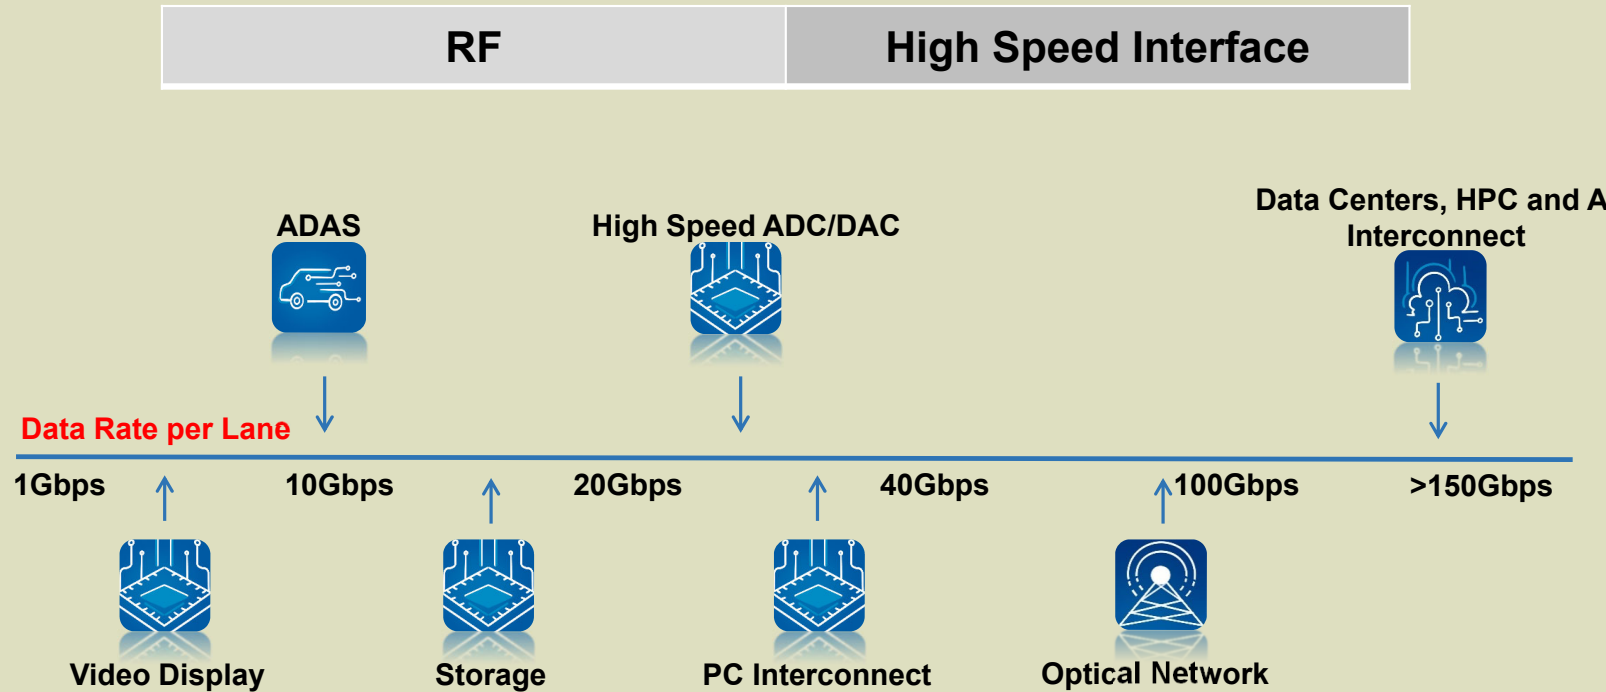 RF
High Speed Interface
ADAS
High Speed ADC/DAC
Data Centers, HPC and A
Interconnect
Data Rate per Lane
1Gbps
10Gbps
20Gbps
40Gbps
100Gbps
>150Gbps
Video Display
Storage
PC Interconnect
Optical Network